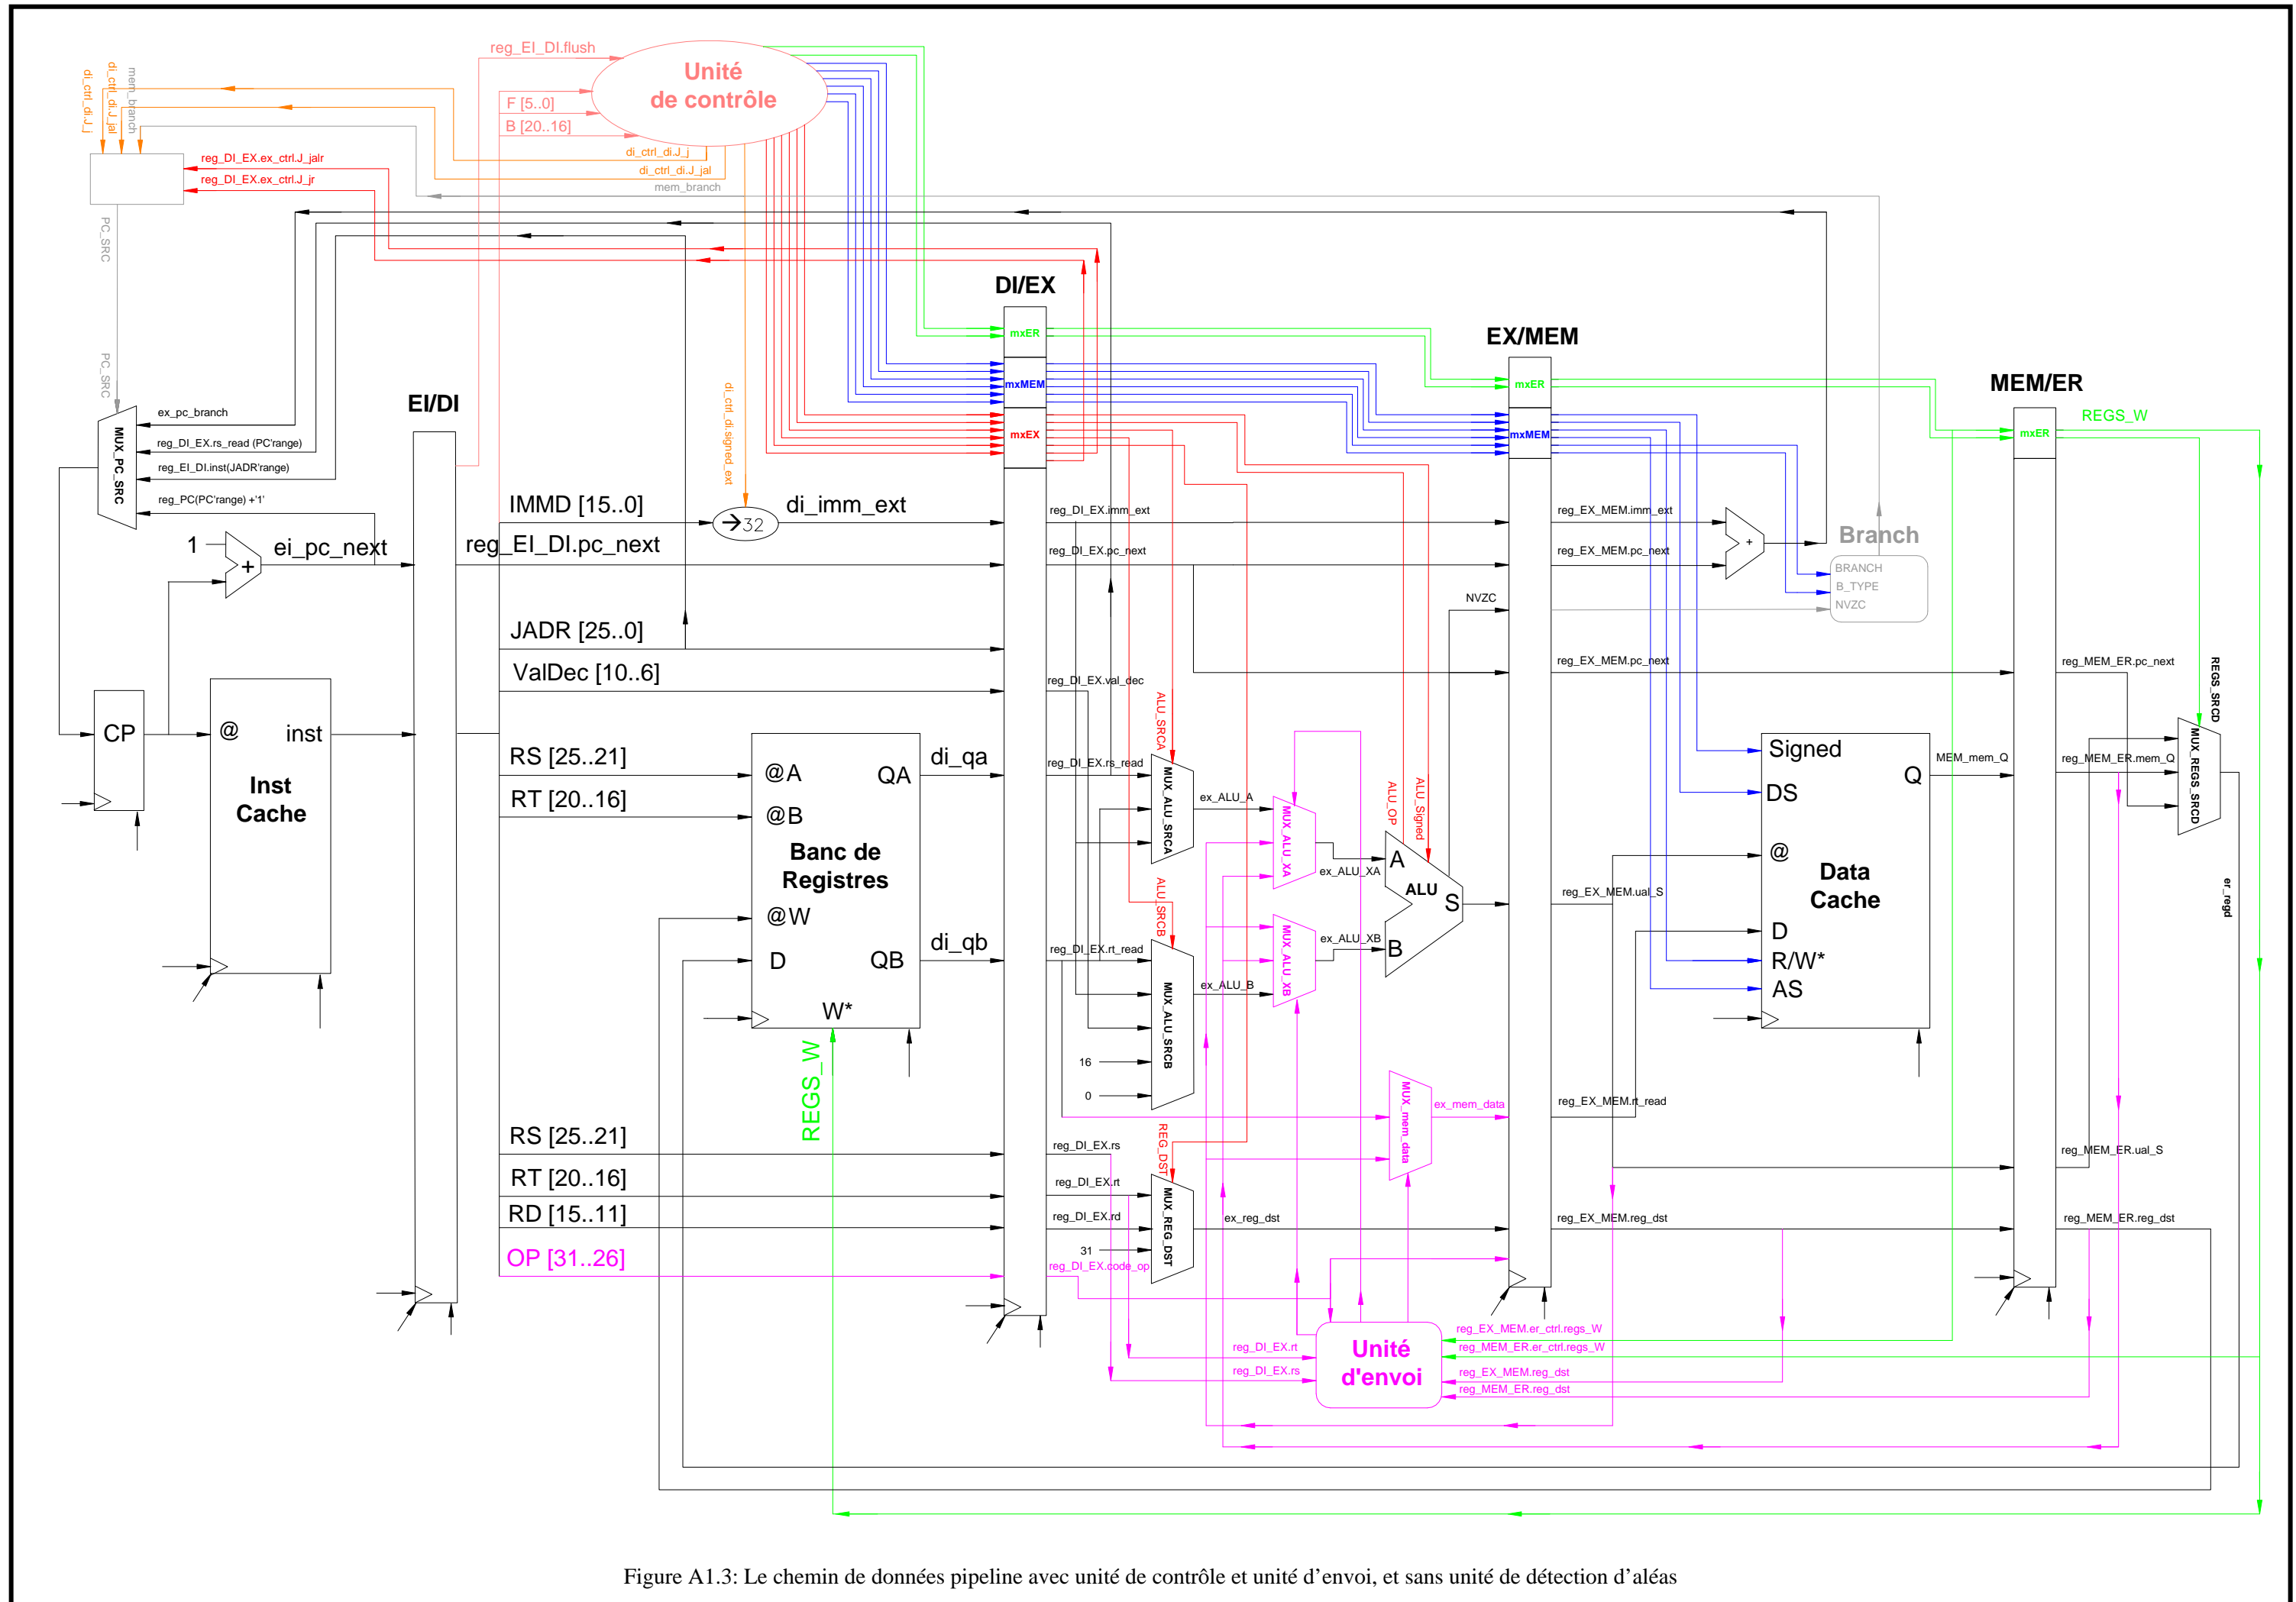 reg_EI_DI.flush
Unité
de contrôle
F [5..0]
B [20..16]
di_ctrl_di.J_j
di_ctrl_di.J_jal
mem_branch
di_ctrl_di.J_j
di_ctrl_di.J_jal
mem_branch
reg_DI_EX.ex_ctrl.J_jalr
reg_DI_EX.ex_ctrl.J_jr
PC_SRC
PC_SRC
di_ctrl_di.signed_ext
DI/EX
EX/MEM
MEM/ER
EI/DI
mxER
mxMEM
mxEX
mxER
mxMEM
mxER
REGS_W
MUX_PC_SRC
ex_pc_branch
reg_DI_EX.rs_read (PC'range)
reg_EI_DI.inst(JADR'range)
reg_PC(PC'range) +'1'
1
+
ei_pc_next
IMMD [15..0]
→32
di_imm_ext
reg_EI_DI.pc_next
JADR [25..0]
ValDec [10..6]
reg_DI_EX.imm_ext
reg_DI_EX.pc_next
reg_DI_EX.val_dec
NVZC
reg_EX_MEM.imm_ext
reg_EX_MEM.pc_next
+
Branch
BRANCH
B_TYPE
NVZC
reg_EX_MEM.pc_next
reg_MEM_ER.pc_next
REGS_SRCD
MUX_REGS_SRCD
CP
@
inst
Inst
Cache
RS [25..21]
RT [20..16]
@A
QA
@B
Banc de
Registres
@W
D
QB
W*
di_qa
di_qb
REGS_W
reg_DI_EX.rs_read
reg_DI_EX.rt_read
ALU_SRCA
MUX_ALU_SRCA
ex_ALU_A
ALU_SRCB
MUX_ALU_SRCB
ex_ALU_B
16
0
MUX_ALU_XA
ex_ALU_XA
MUX_ALU_XB
ex_ALU_XB
ALU_OP
ALU_Signed
A
ALU
S
B
reg_EX_MEM.ual_S
Signed
Q
DS
@
Data
Cache
D
R/W*
AS
MEM_mem_Q
reg_MEM_ER.mem_Q
er_regd
MUX_mem_data
ex_mem_data
reg_EX_MEM.rt_read
RS [25..21]
RT [20..16]
RD [15..11]
OP [31..26]
reg_DI_EX.rs
reg_DI_EX.rt
reg_DI_EX.rd
31
reg_DI_EX.code_op
REG_DST
MUX_REG_DST
ex_reg_dst
reg_EX_MEM.reg_dst
reg_MEM_ER.ual_S
reg_MEM_ER.reg_dst
reg_DI_EX.rt
reg_DI_EX.rs
Unité
d'envoi
reg_EX_MEM.er_ctrl.regs_W
reg_MEM_ER.er_ctrl.regs_W
reg_EX_MEM.reg_dst
reg_MEM_ER.reg_dst
Figure A1.3: Le chemin de données pipeline avec unité de contrôle et unité d’envoi, et sans unité de détection d’aléas